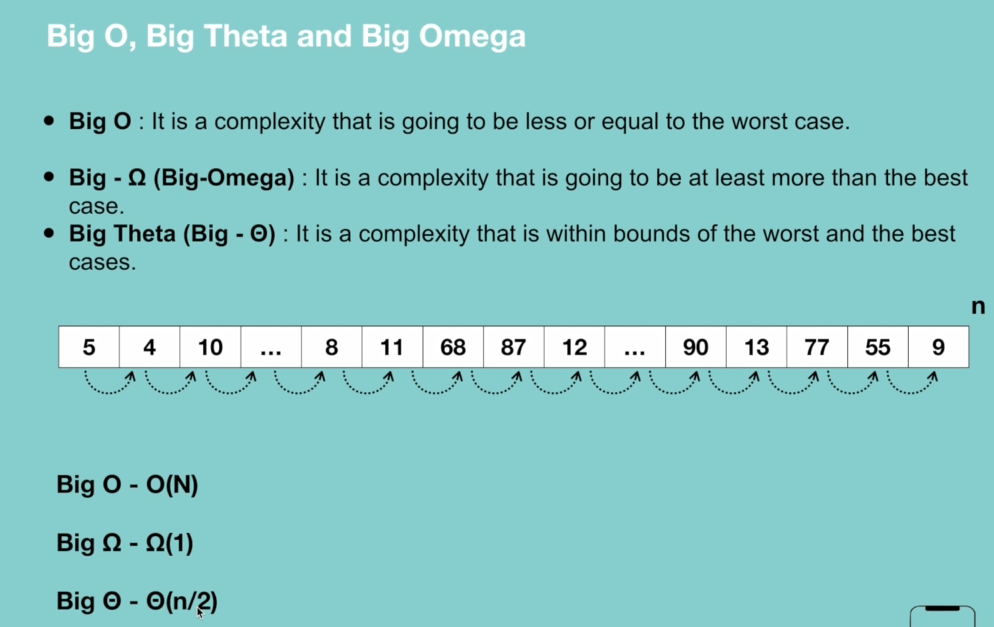 Big O, Big Theta and Big Omega
• Big O : It is a complexity that is going to be less or equal to the worst case.
• Big - Ω (Big-Omega) : It is a complexity that is going to be at least more than the best
case.
• Big Theta (Big - Θ) : It is a complexity that is within bounds of the worst and the best
cases.
n
5 4 10 ... 8 11 68 87 12 ... 90 13 77 55 9
Big O - O(N)
Big Ω - Ω(1)
Big Θ - Θ(n/2)